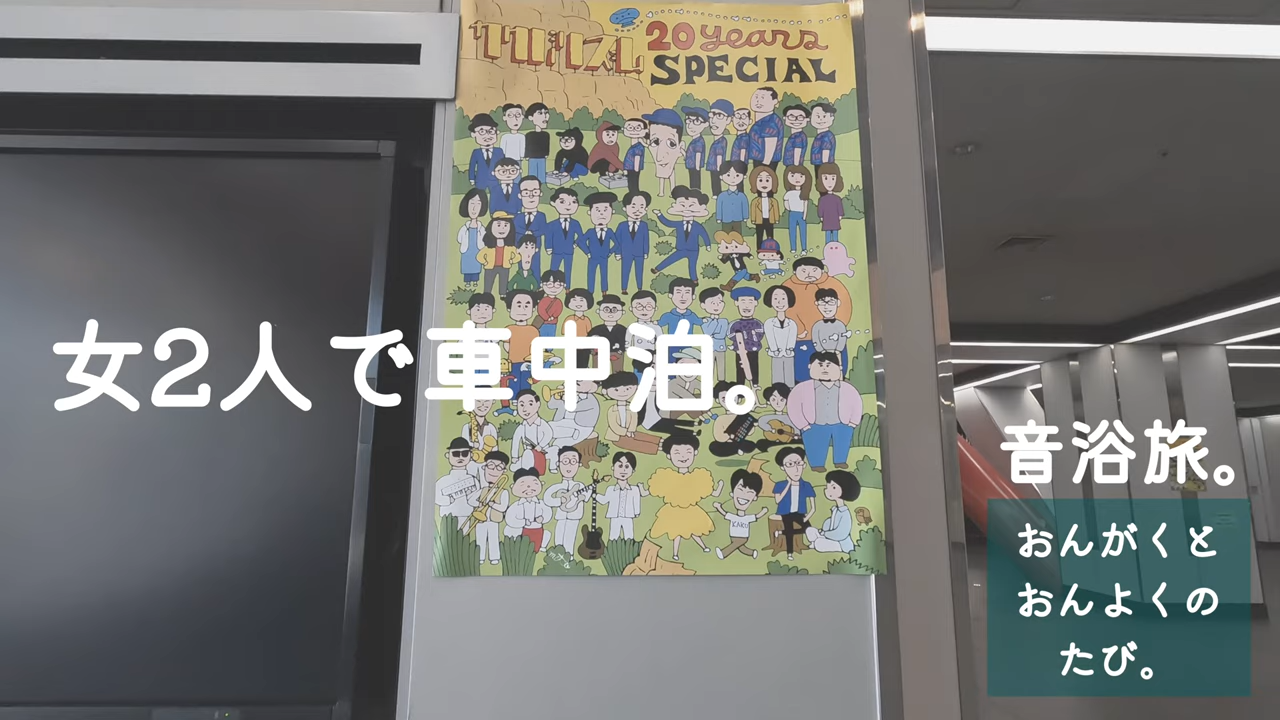 20 years
SPECIAL
女2人で車中泊。
KAKU
音浴旅。
おんがくと
おんよくの
たび。